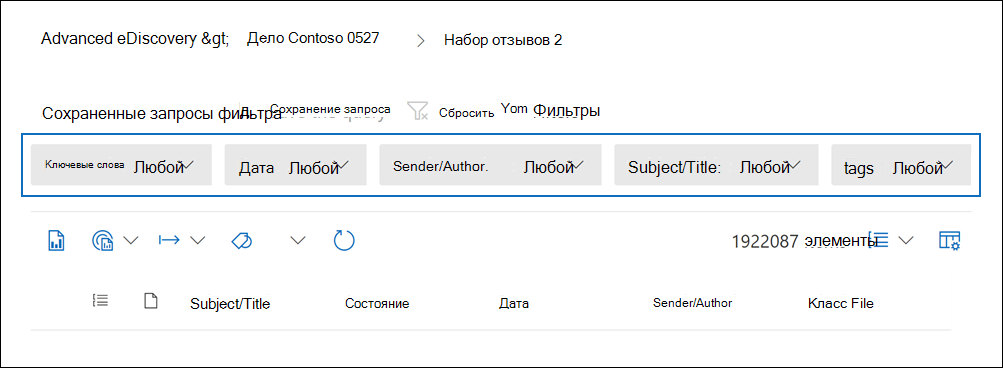 Advanced eDiscovery &gt; Дело Contoso 0527 Набор отзывов 2
Сохраненные запросы фильтра Сохранение запроса Сбросить Yom Фильтры
Ключевые слова Любой Дата Любой Sender/Author. Любой Subject/Title: Любой tags Любой
1922087 элементы
Subject/Title Состояние Дата Sender/Author Класс File